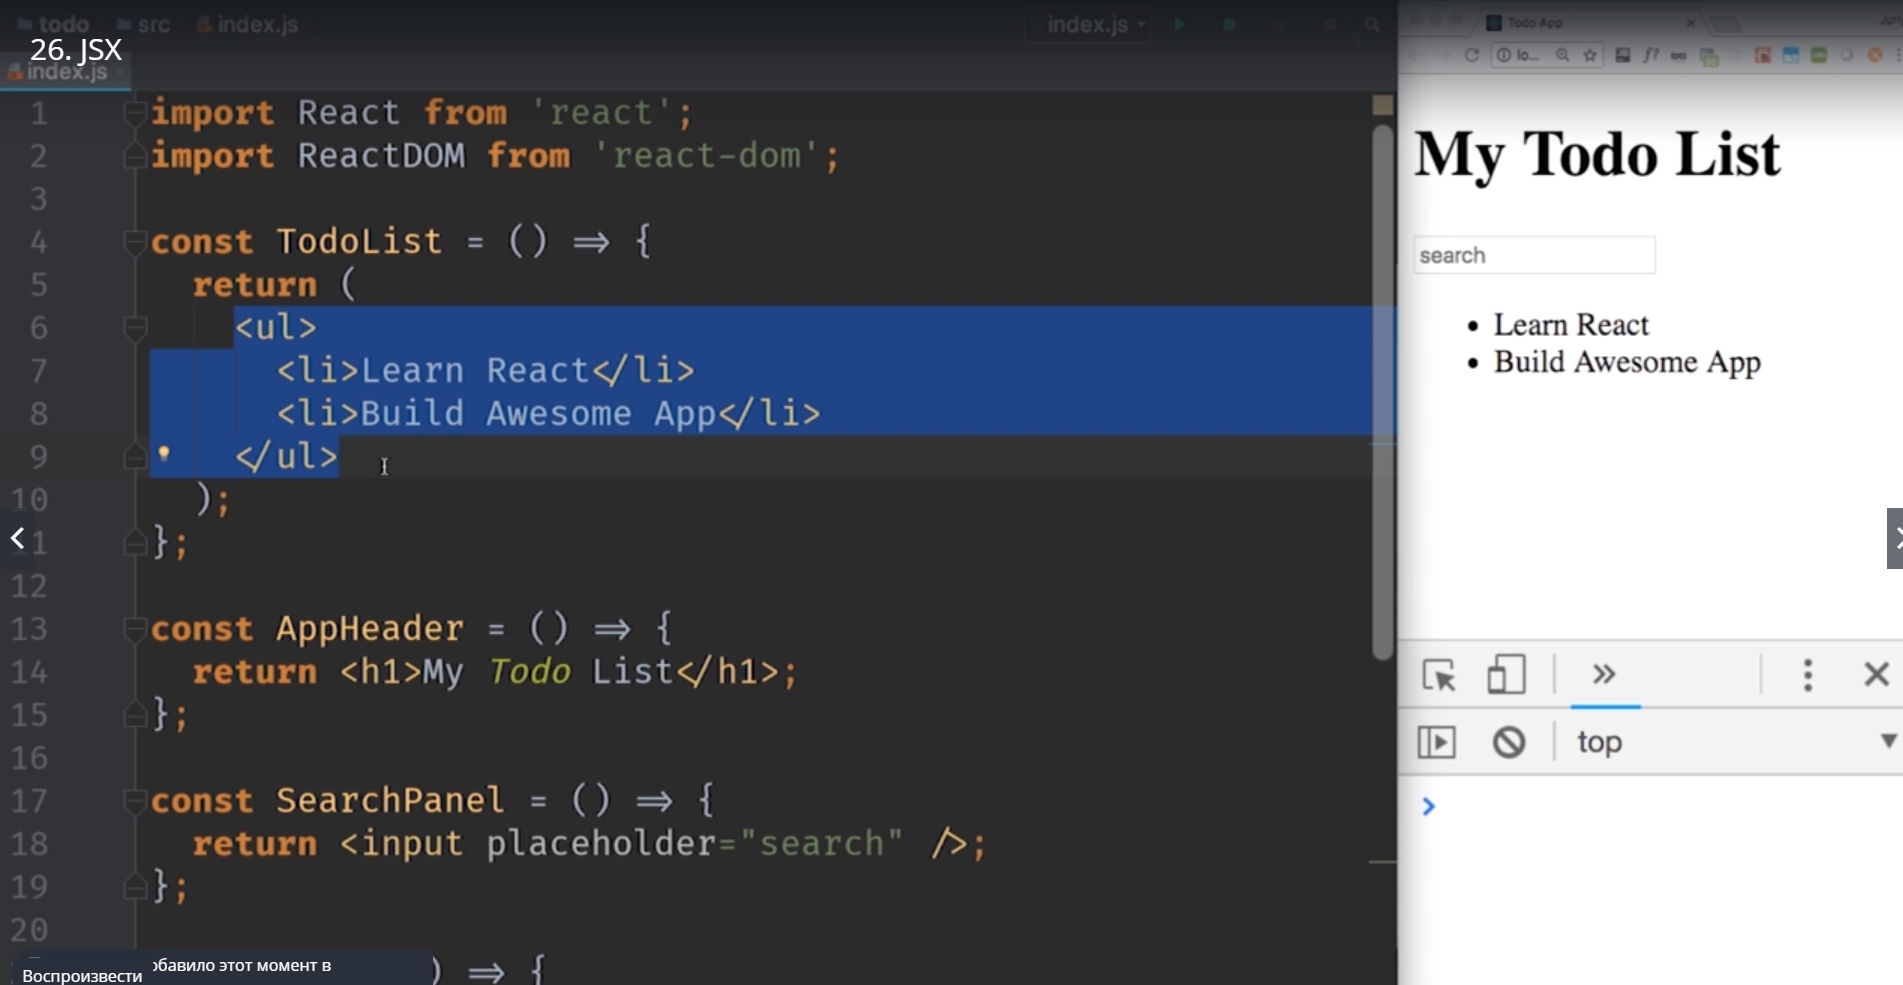 todo src index.js index.js
26. JSX
index.js
1 import React from 'react';
2 import ReactDOM from 'react-dom';
3
4 const TodoList = () => {
5 return (
6 <ul>
7 <li>Learn React</li>
8 <li>Build Awesome App</li>
9 </ul>
10 );
11 };
12
13 const AppHeader = () => {
14 return <h1>My Todo List</h1>;
15 };
16
17 const SearchPanel = () => {
18 return <input placeholder="search" />;
19 };
20
) => {
обавило этот момент в
Воспроизвести
Todo App
lo... f?
My Todo List
search
• Learn React
• Build Awesome App
top